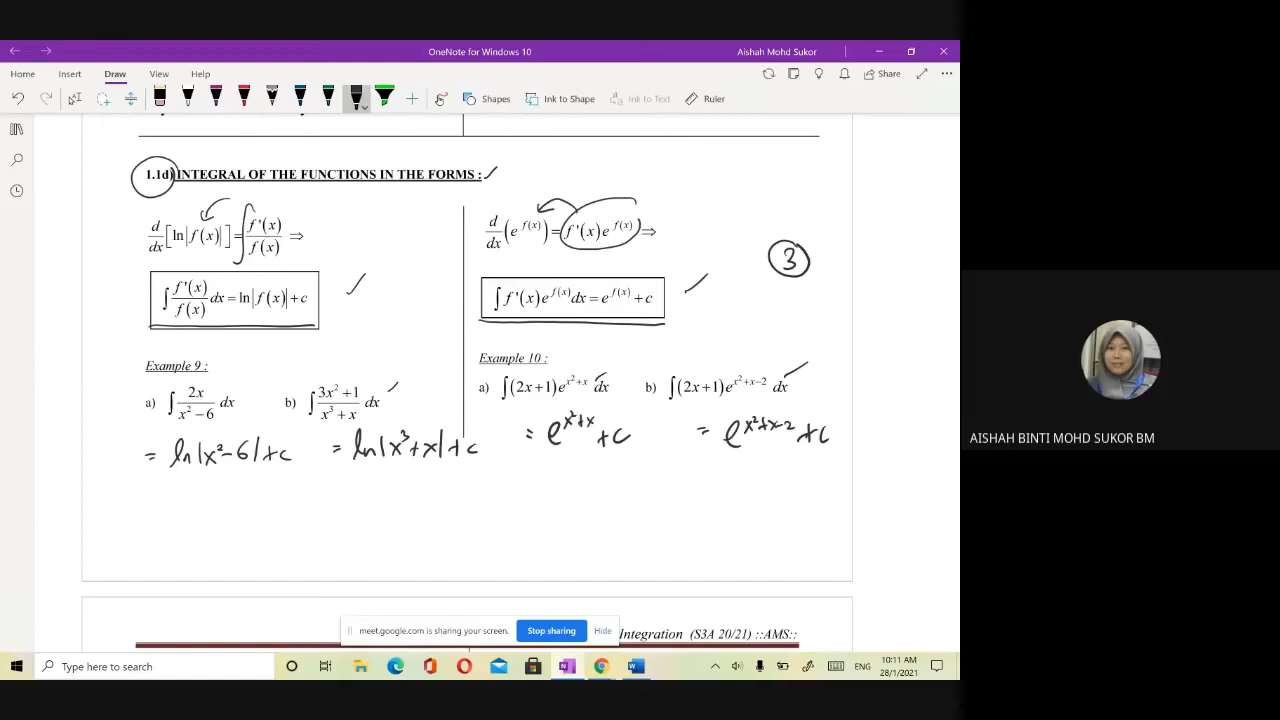 OneNote for Windows 10
Aishah Mohd Sukor
Home Insert Draw View Help
Share
Shapes Ink to Shape Ink to Text Ruler
1.1d) INTEGRAL OF THE FUNCTIONS IN THE FORMS :
d/dx [ln|f(x)|] = f'(x)/f(x) ⇒
d/dx (e^{f(x)}) = f'(x)e^{f(x)} ⇒
3
∫ f'(x)/f(x) dx = ln|f(x)| + c
∫ f'(x)e^{f(x)}dx = e^{f(x)} + c
Example 9 :
a) ∫ 2x/(x²−6) dx b) ∫ (3x²+1)/(x³+x) dx
= ln|x²−6|+c = ln|x³+x|+c
Example 10 :
a) ∫(2x+1)e^{x²+x} dx b) ∫(2x+1)e^{x²+x−2} dx
= e^{x²+x}+c = e^{x²+x−2}+c
AISHAH BINTI MOHD SUKOR BM
meet.google.com is sharing your screen. Stop sharing Hide
Integration (S3A 20/21) ::AMS::
Type here to search
ENG
10:11 AM
28/1/2021